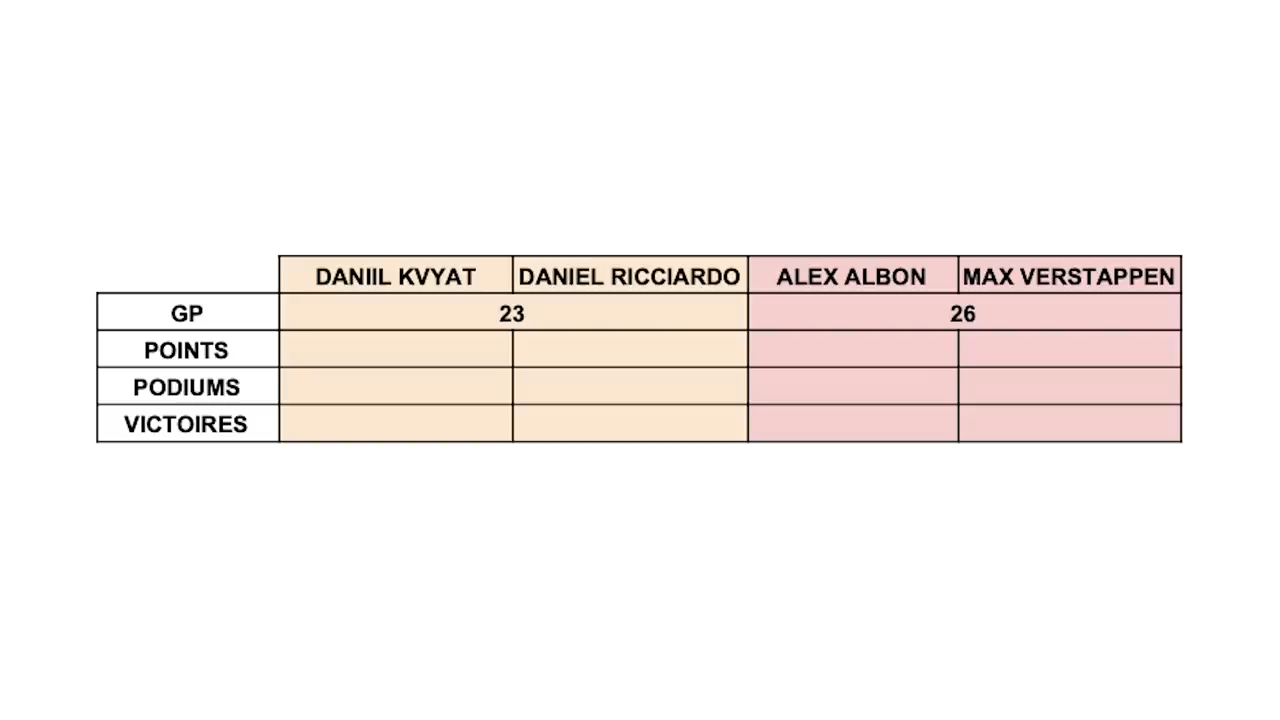 DANIIL KVYAT DANIEL RICCIARDO ALEX ALBON MAX VERSTAPPEN
GP 23 26
POINTS
PODIUMS
VICTOIRES